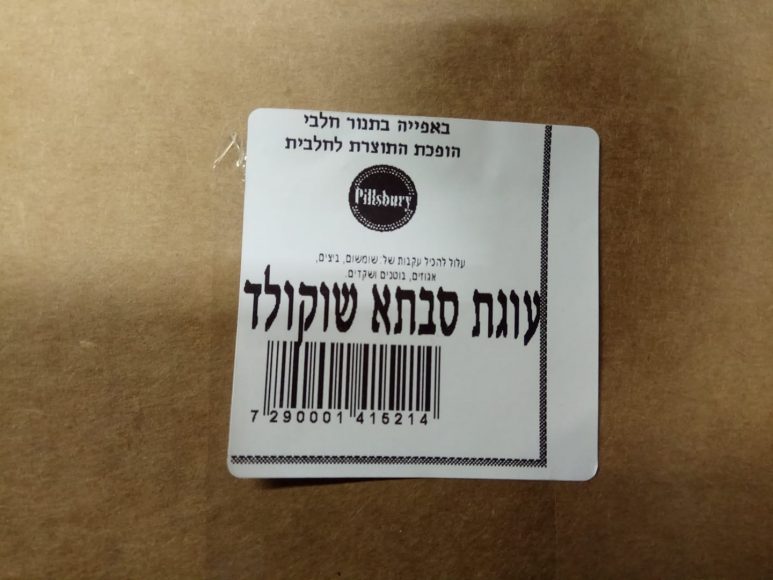 באפייה בתנור חלבי
הופכת התוצרת לחלבית
Pillsbury
עלול להכיל עקבות של: שומשום, ביצים,
אגוזים, בוטנים ושקדים.
עוגת סבתא שוקולד
7 290001 415214